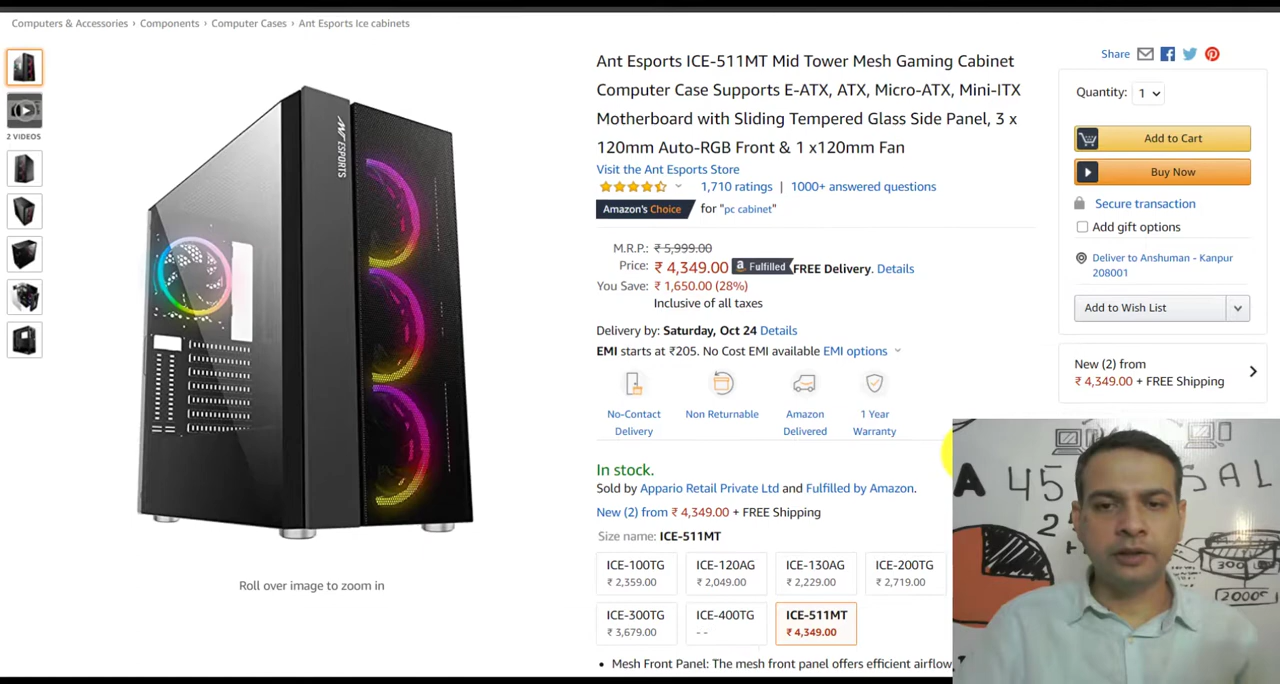 Computers & Accessories › Components › Computer Cases › Ant Esports Ice cabinets
2 VIDEOS
ANT ESPORTS
Roll over image to zoom in
Ant Esports ICE-511MT Mid Tower Mesh Gaming Cabinet
Computer Case Supports E-ATX, ATX, Micro-ATX, Mini-ITX
Motherboard with Sliding Tempered Glass Side Panel, 3 x
120mm Auto-RGB Front & 1 x120mm Fan
Visit the Ant Esports Store
1,710 ratings | 1000+ answered questions
Amazon's Choice for "pc cabinet"
M.R.P.: ₹ 5,999.00
Price: ₹ 4,349.00 a Fulfilled FREE Delivery. Details
You Save: ₹ 1,650.00 (28%)
Inclusive of all taxes
Delivery by: Saturday, Oct 24 Details
EMI starts at ₹205. No Cost EMI available EMI options
No-Contact Delivery
Non Returnable
Amazon Delivered
1 Year Warranty
In stock.
Sold by Appario Retail Private Ltd and Fulfilled by Amazon.
New (2) from ₹ 4,349.00 + FREE Shipping
Size name: ICE-511MT
ICE-100TG ICE-120AG ICE-130AG ICE-200TG
₹ 2,359.00 ₹ 2,049.00 ₹ 2,229.00 ₹ 2,719.00
ICE-300TG ICE-400TG ICE-511MT
₹ 3,679.00 -- ₹ 4,349.00
• Mesh Front Panel: The mesh front panel offers efficient airflow,
Share
Quantity: 1
Add to Cart
Buy Now
Secure transaction
Add gift options
Deliver to Anshuman - Kanpur
208001
Add to Wish List
New (2) from
₹ 4,349.00 + FREE Shipping
A 45 SAL
2
300
2000